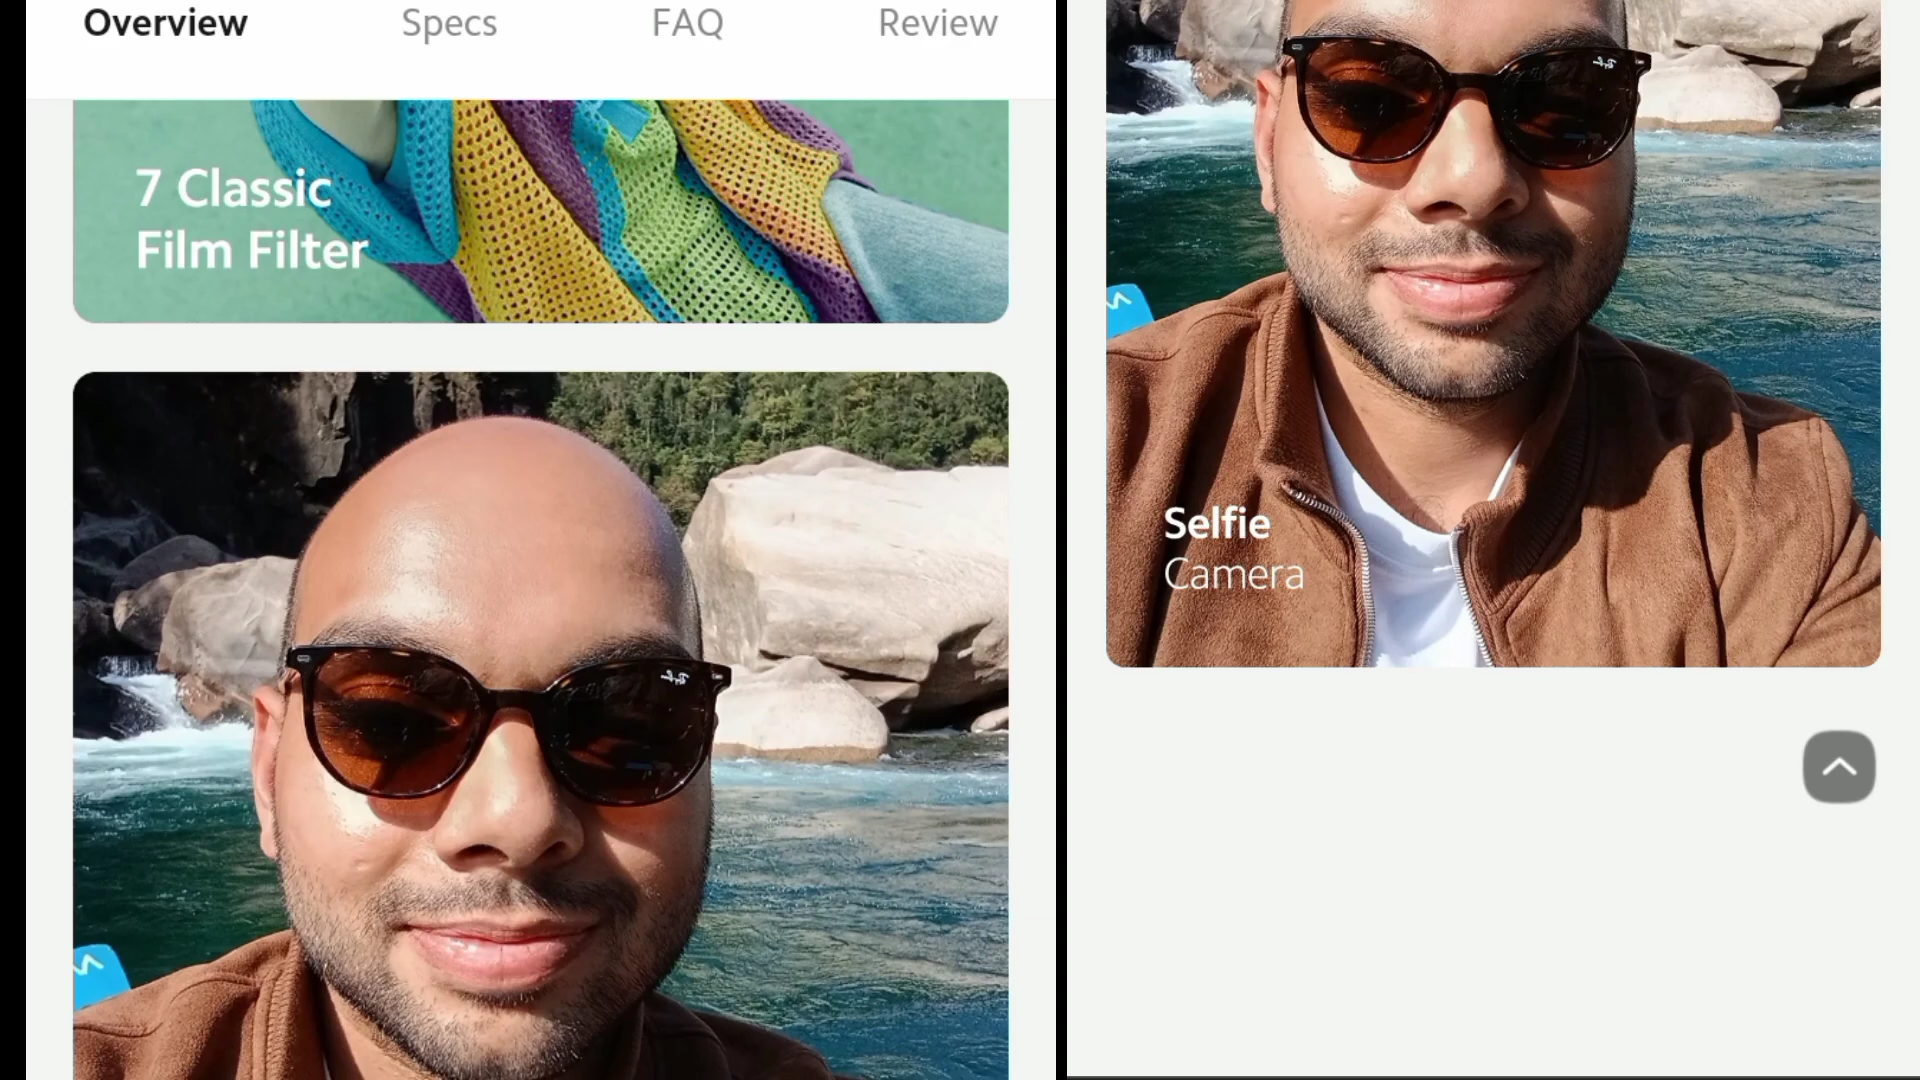 Overview
Specs
FAQ
Review
7 Classic
Film Filter
Selfie
Camera